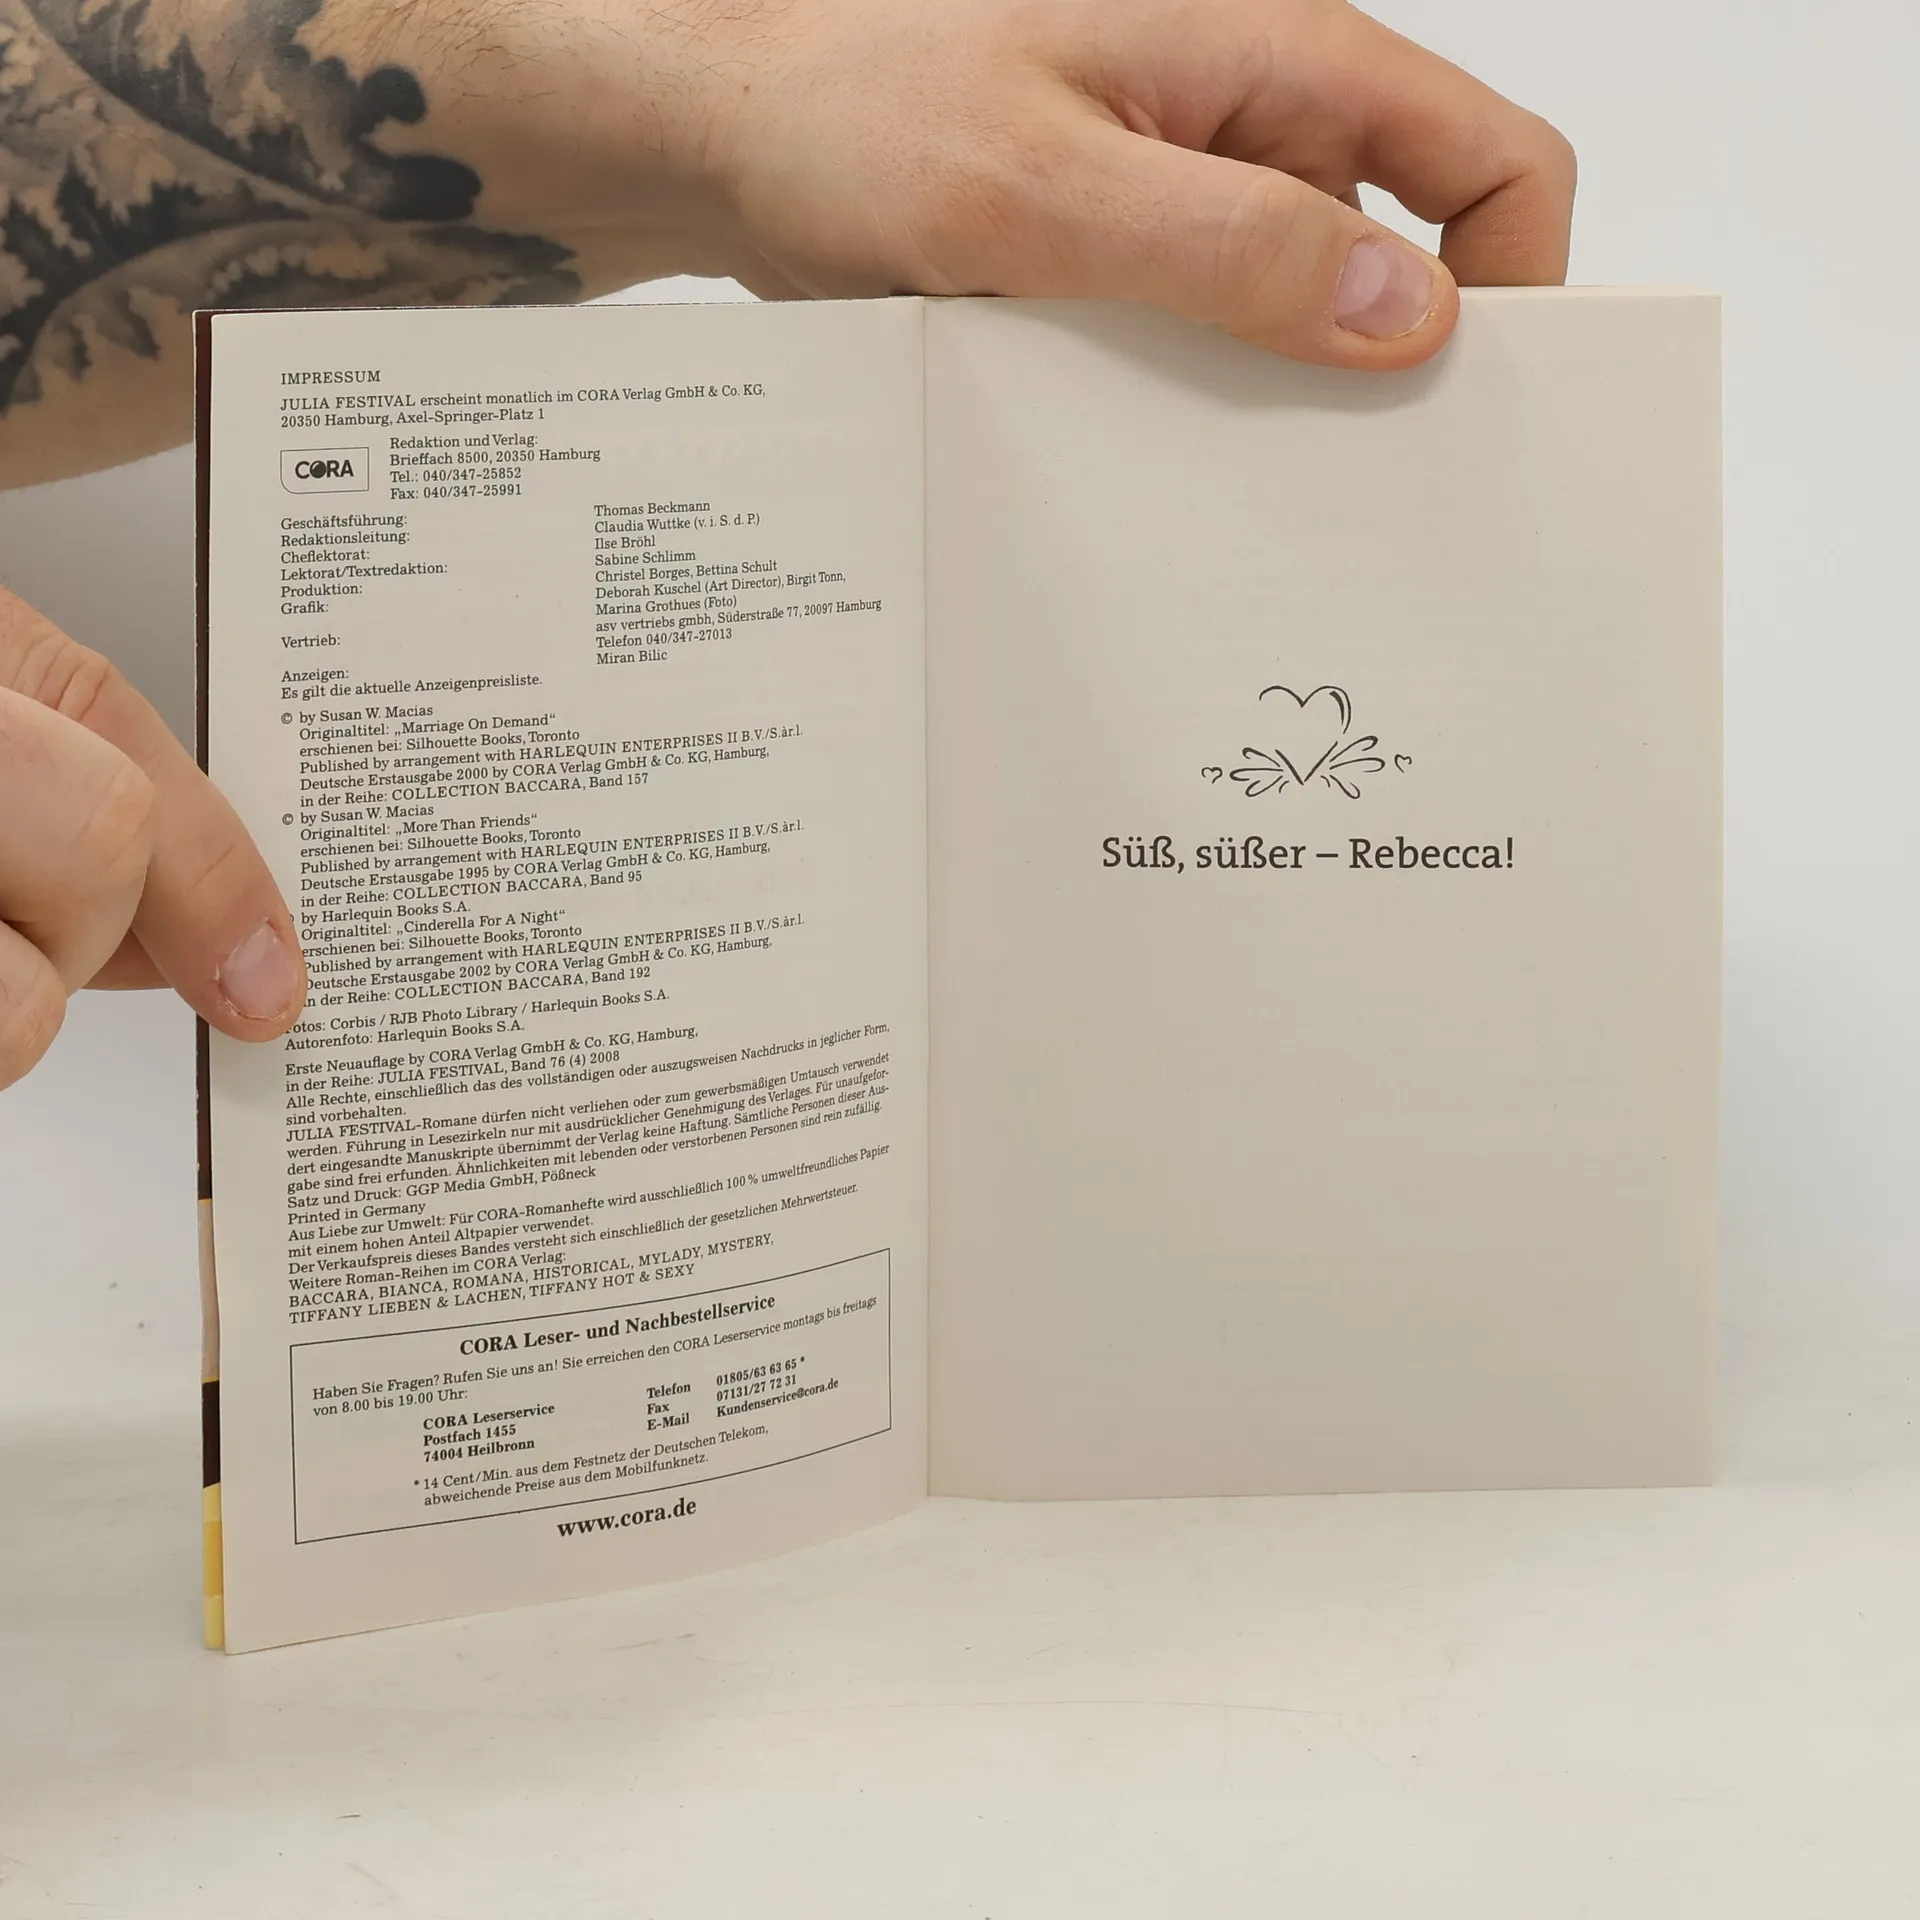 IMPRESSUM
JULIA FESTIVAL erscheint monatlich im CORA Verlag GmbH & Co. KG,
20350 Hamburg, Axel-Springer-Platz 1
CORA
Redaktion und Verlag:
Brieffach 8500, 20350 Hamburg
Tel.: 040/347-25852
Fax: 040/347-25991
Geschäftsführung:
Redaktionsleitung:
Cheflektorat:
Lektorat/Textredaktion:
Produktion:
Grafik:
Vertrieb:
Anzeigen:
Thomas Beckmann
Claudia Wuttke (v. i. S. d. P.)
Ilse Bröhl
Sabine Schlimm
Christel Borges, Bettina Schult
Deborah Kuschel (Art Director), Birgit Tonn,
Marina Grothues (Foto)
asv vertriebs gmbh, Süderstraße 77, 20097 Hamburg
Telefon 040/347-27013
Miran Bilic
Es gilt die aktuelle Anzeigenpreisliste.
© by Susan W. Macias
Originaltitel: „Marriage On Demand“
erschienen bei: Silhouette Books, Toronto
Published by arrangement with HARLEQUIN ENTERPRISES II B.V./S.àr.l.
Deutsche Erstausgabe 2000 by CORA Verlag GmbH & Co. KG, Hamburg,
in der Reihe: COLLECTION BACCARA, Band 157
© by Susan W. Macias
Originaltitel: „More Than Friends“
erschienen bei: Silhouette Books, Toronto
Published by arrangement with HARLEQUIN ENTERPRISES II B.V./S.àr.l.
Deutsche Erstausgabe 1995 by CORA Verlag GmbH & Co. KG, Hamburg,
in der Reihe: COLLECTION BACCARA, Band 95
by Harlequin Books S.A.
Originaltitel: „Cinderella For A Night“
erschienen bei: Silhouette Books, Toronto
Published by arrangement with HARLEQUIN ENTERPRISES II B.V./S.àr.l.
Deutsche Erstausgabe 2002 by CORA Verlag GmbH & Co. KG, Hamburg,
in der Reihe: COLLECTION BACCARA, Band 192
Fotos: Corbis / RJB Photo Library / Harlequin Books S.A.
Autorenfoto: Harlequin Books S.A.
Erste Neuauflage by CORA Verlag GmbH & Co. KG, Hamburg,
in der Reihe: JULIA FESTIVAL, Band 76 (4) 2008
Alle Rechte, einschließlich das des vollständigen oder auszugsweisen Nachdrucks in jeglicher Form,
sind vorbehalten.
JULIA FESTIVAL-Romane dürfen nicht verliehen oder zum gewerbsmäßigen Umtausch verwendet
werden. Führung in Lesezirkeln nur mit ausdrücklicher Genehmigung des Verlages. Für unaufgefor-
dert eingesandte Manuskripte übernimmt der Verlag keine Haftung. Sämtliche Personen dieser Aus-
gabe sind frei erfunden. Ähnlichkeiten mit lebenden oder verstorbenen Personen sind rein zufällig.
Satz und Druck: GGP Media GmbH, Pößneck
Printed in Germany
Aus Liebe zur Umwelt: Für CORA-Romanhefte wird ausschließlich 100 % umweltfreundliches Papier
mit einem hohen Anteil Altpapier verwendet.
Der Verkaufspreis dieses Bandes versteht sich einschließlich der gesetzlichen Mehrwertsteuer.
Weitere Roman-Reihen im CORA Verlag:
BACCARA, BIANCA, ROMANA, HISTORICAL, MYLADY, MYSTERY,
TIFFANY LIEBEN & LACHEN, TIFFANY HOT & SEXY
CORA Leser- und Nachbestellservice
Haben Sie Fragen? Rufen Sie uns an! Sie erreichen den CORA Leserservice montags bis freitags
von 8.00 bis 19.00 Uhr:
CORA Leserservice
Postfach 1455
74004 Heilbronn
Telefon 01805/63 63 65 *
Fax 07131/27 72 31
E-Mail Kundenservice@cora.de
* 14 Cent/Min. aus dem Festnetz der Deutschen Telekom,
abweichende Preise aus dem Mobilfunknetz.
www.cora.de
Süß, süßer – Rebecca!